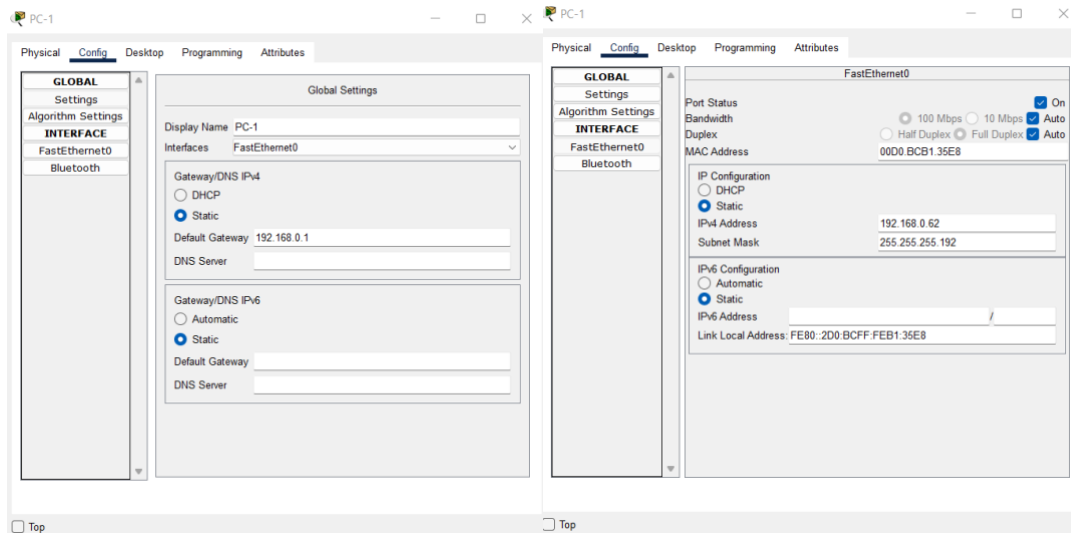 PC-1
Physical Config Desktop Programming Attributes
GLOBAL
Settings
Algorithm Settings
INTERFACE
FastEthernet0
Bluetooth
Global Settings
Display Name PC-1
Interfaces FastEthernet0
Gateway/DNS IPv4
DHCP
Static
Default Gateway 192.168.0.1
DNS Server
Gateway/DNS IPv6
Automatic
Static
Default Gateway
DNS Server
Top
PC-1
Physical Config Desktop Programming Attributes
GLOBAL
Settings
Algorithm Settings
INTERFACE
FastEthernet0
Bluetooth
FastEthernet0
Port Status On
Bandwidth 100 Mbps 10 Mbps Auto
Duplex Half Duplex Full Duplex Auto
MAC Address 00D0.BCB1.35E8
IP Configuration
DHCP
Static
IPv4 Address 192.168.0.62
Subnet Mask 255.255.255.192
IPv6 Configuration
Automatic
Static
IPv6 Address /
Link Local Address: FE80::2D0:BCFF:FEB1:35E8
Top